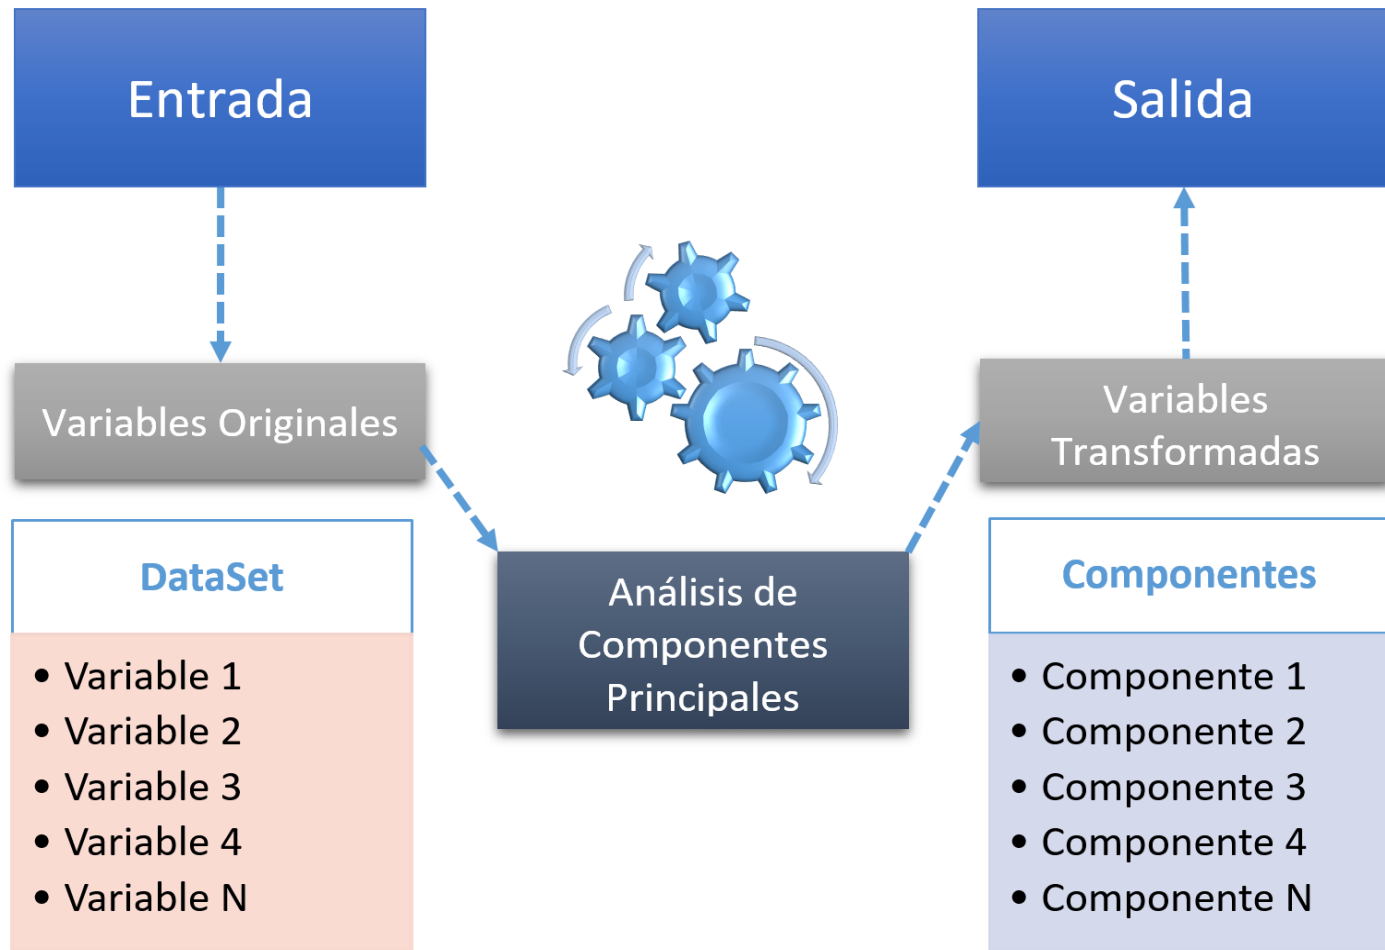 Entrada
Salida
Variables Originales
Variables
Transformadas
DataSet
• Variable 1
• Variable 2
• Variable 3
• Variable 4
• Variable N
Análisis de
Componentes
Principales
Componentes
• Componente 1
• Componente 2
• Componente 3
• Componente 4
• Componente N